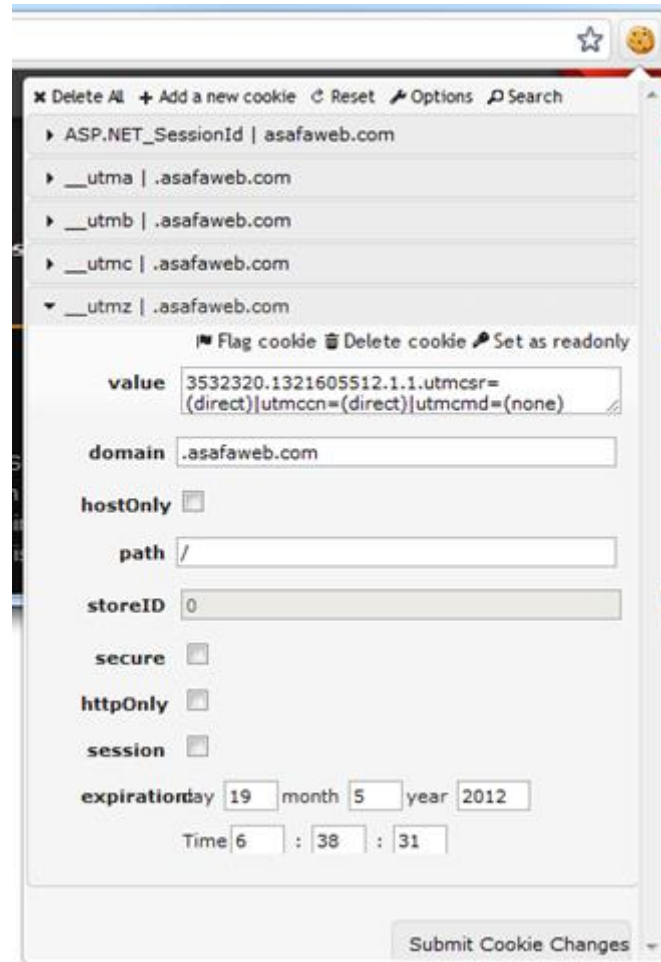 Delete All Add a new cookie Reset Options Search
ASP.NET_SessionId | asafaweb.com
__utma | .asafaweb.com
__utmb | .asafaweb.com
__utmc | .asafaweb.com
__utmz | .asafaweb.com
Flag cookie Delete cookie Set as readonly
value 3532320.1321605512.1.1.utmcsr=
(direct)|utmccn=(direct)|utmcmd=(none)
domain .asafaweb.com
hostOnly
path /
storeID 0
secure
httpOnly
session
expiration day 19 month 5 year 2012
Time 6 : 38 : 31
Submit Cookie Changes